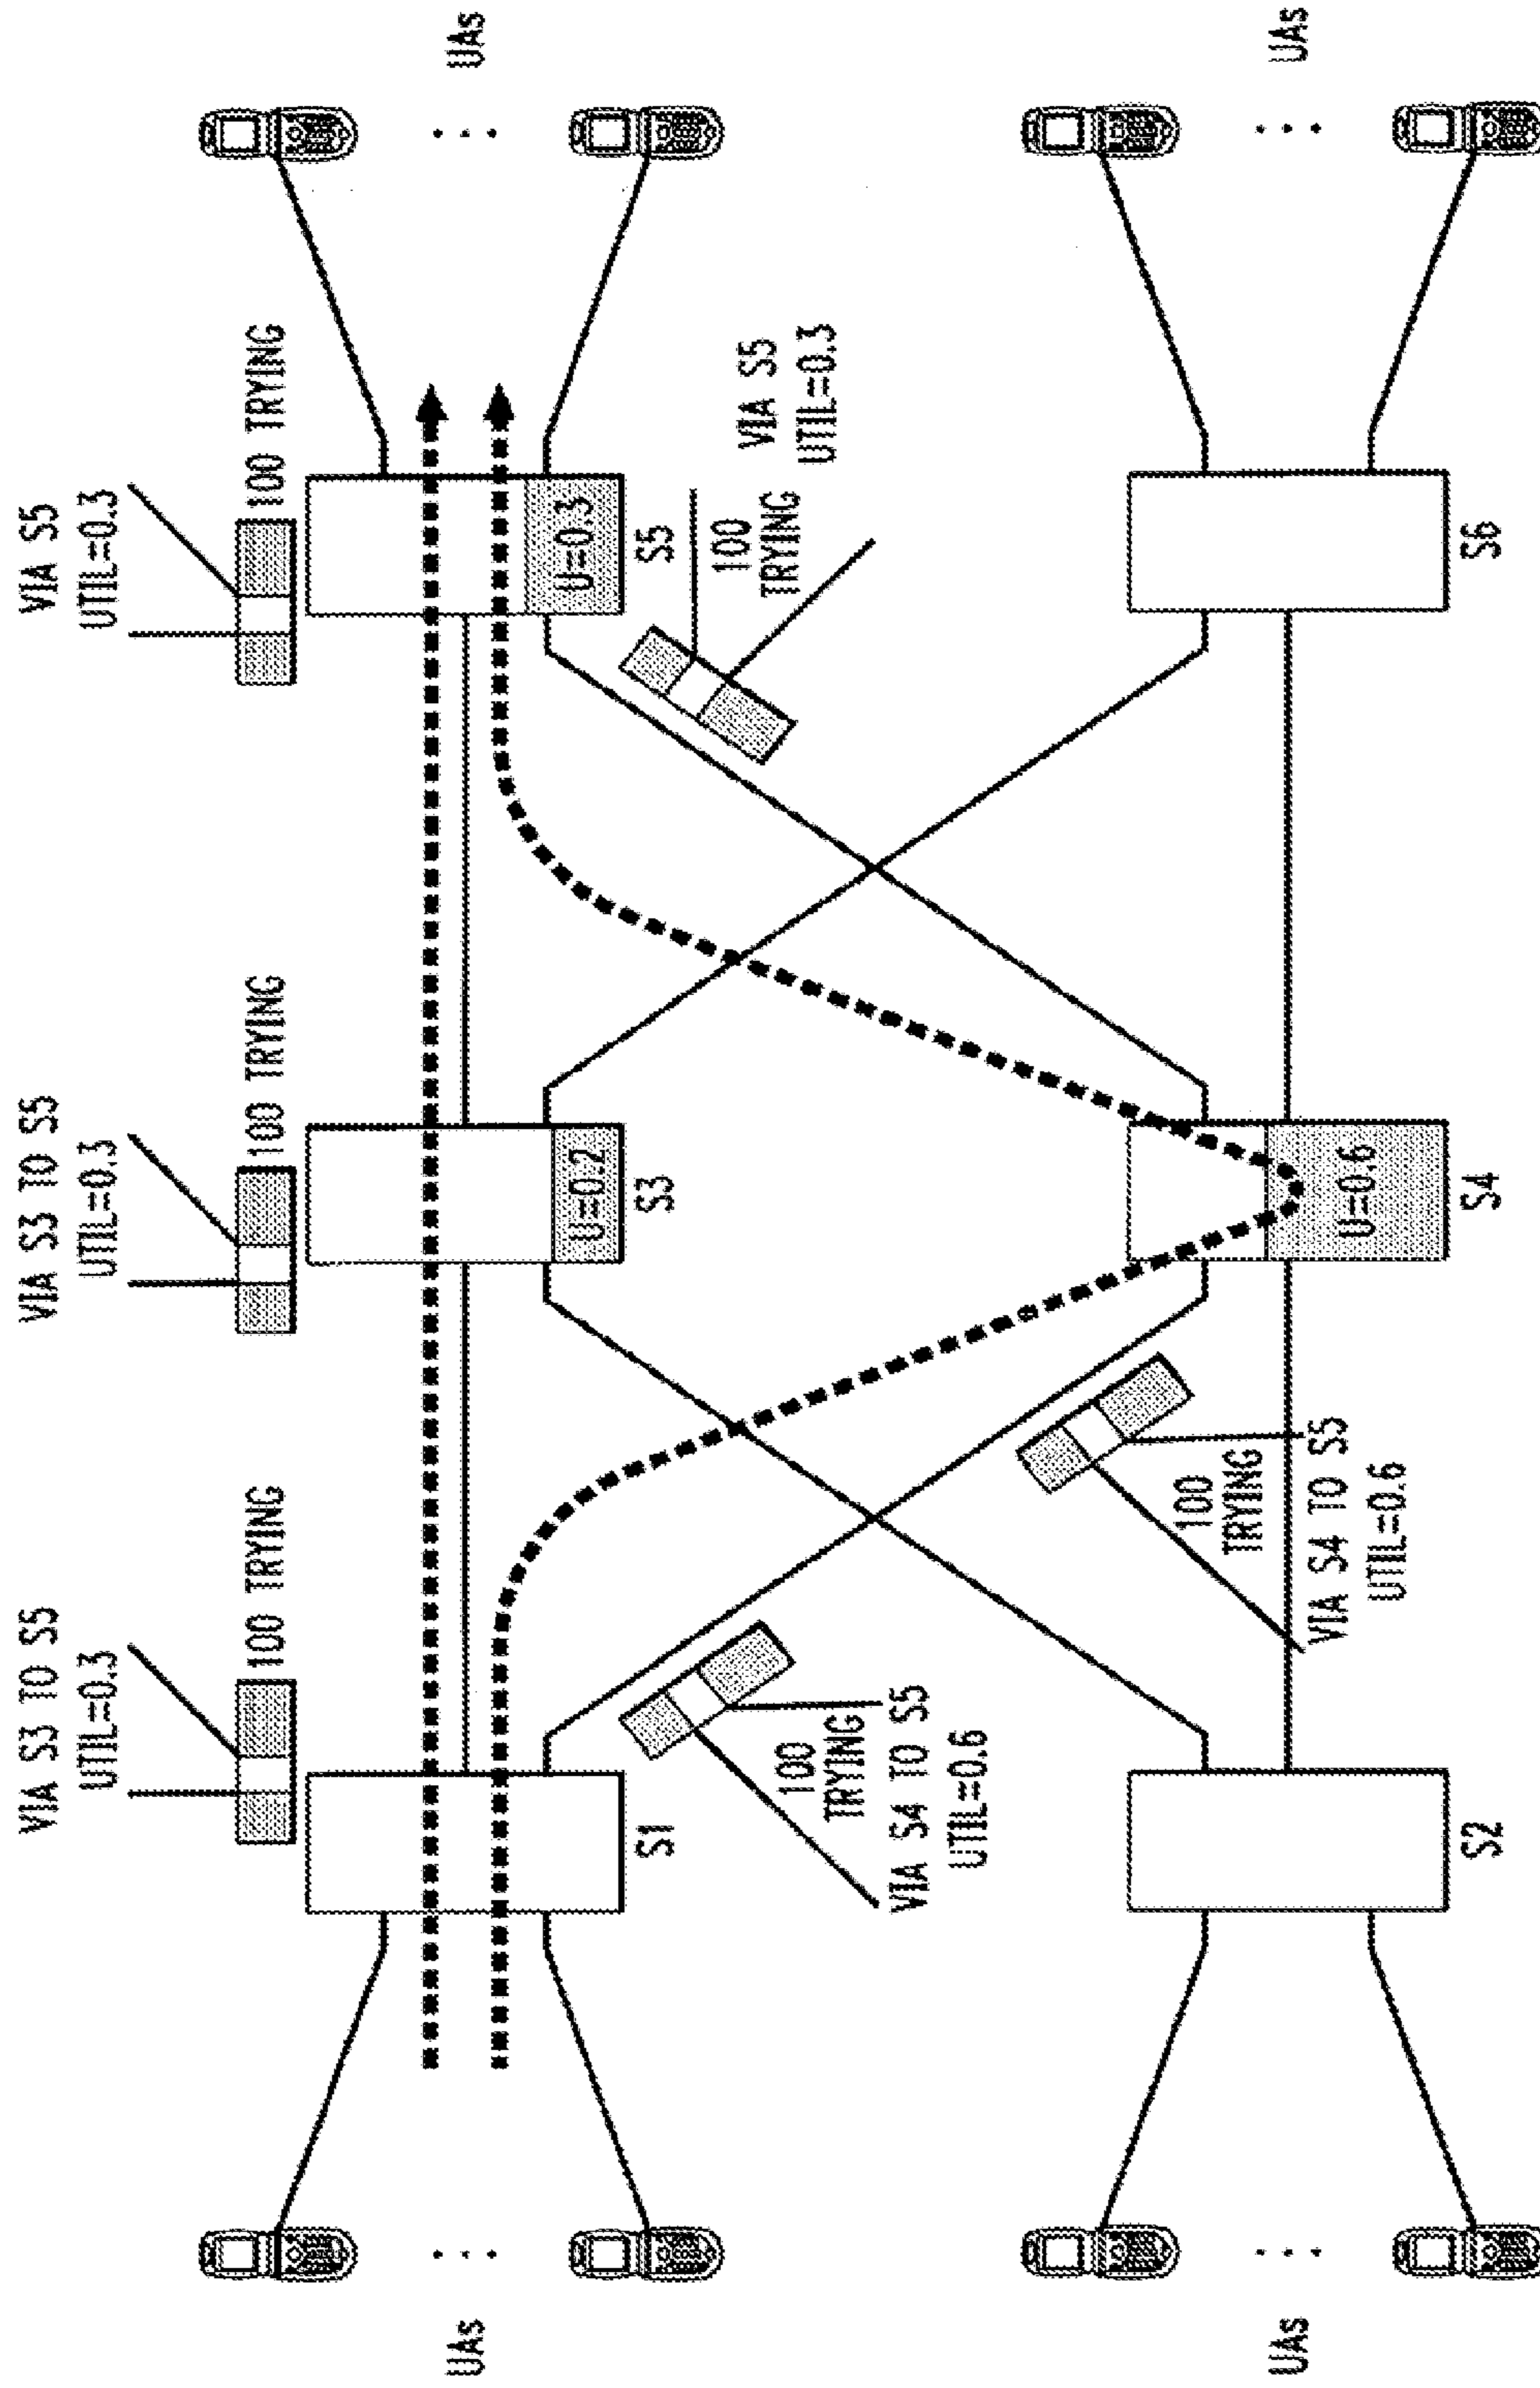 VIA S3 TO S5
UTIL=0.3
100 TRYING
VIA S3 TO S5
UTIL=0.3
100 TRYING
VIA S5
UTIL=0.3
100 TRYING
UAs
UAs
S1
U=0.2
S3
U=0.3
S5
100
TRYING
VIA S4 TO S5
UTIL=0.6
100
TRYING
VIA S5
UTIL=0.3
100
TRYING
VIA S4 TO S5
UTIL=0.6
UAs
UAs
S2
U=0.6
S4
S6